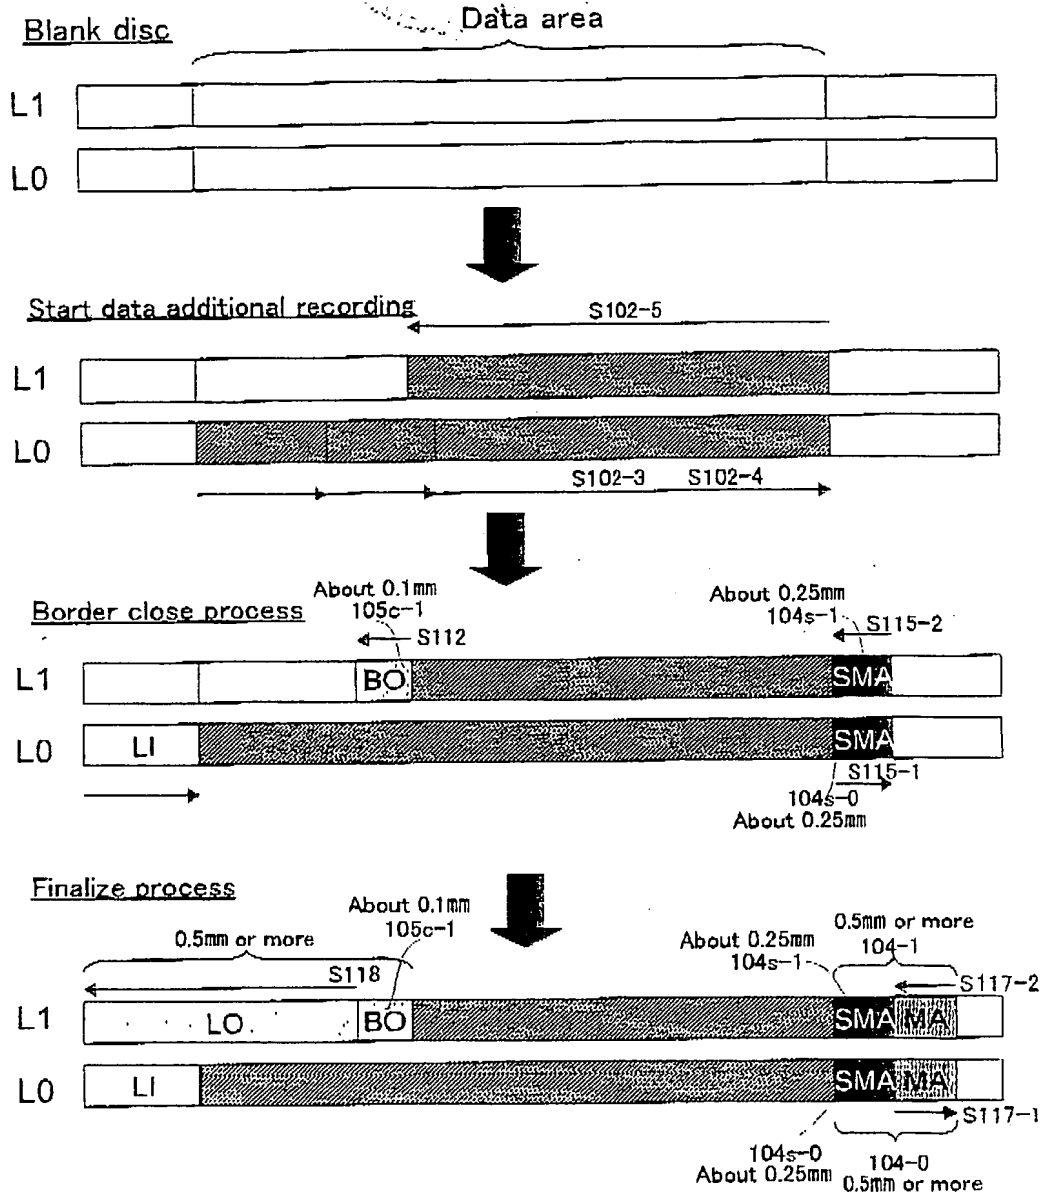 Blank disc
Data area
L1
L0
Start data additional recording
S102-5
L1
L0
S102-3 S102-4
About 0.1mm
105c-1
About 0.25mm
104s-1
Border close process
S112
S115-2
L1
BO
SMA
L0
LI
SMA
S115-1
104s-0
About 0.25mm
Finalize process
About 0.1mm
105c-1
0.5mm or more
About 0.25mm
104s-1
0.5mm or more
104-1
S118
S117-2
L1
LO
BO
SMA
MA
L0
LI
SMA
MA
S117-1
104s-0
About 0.25mm
104-0
0.5mm or more